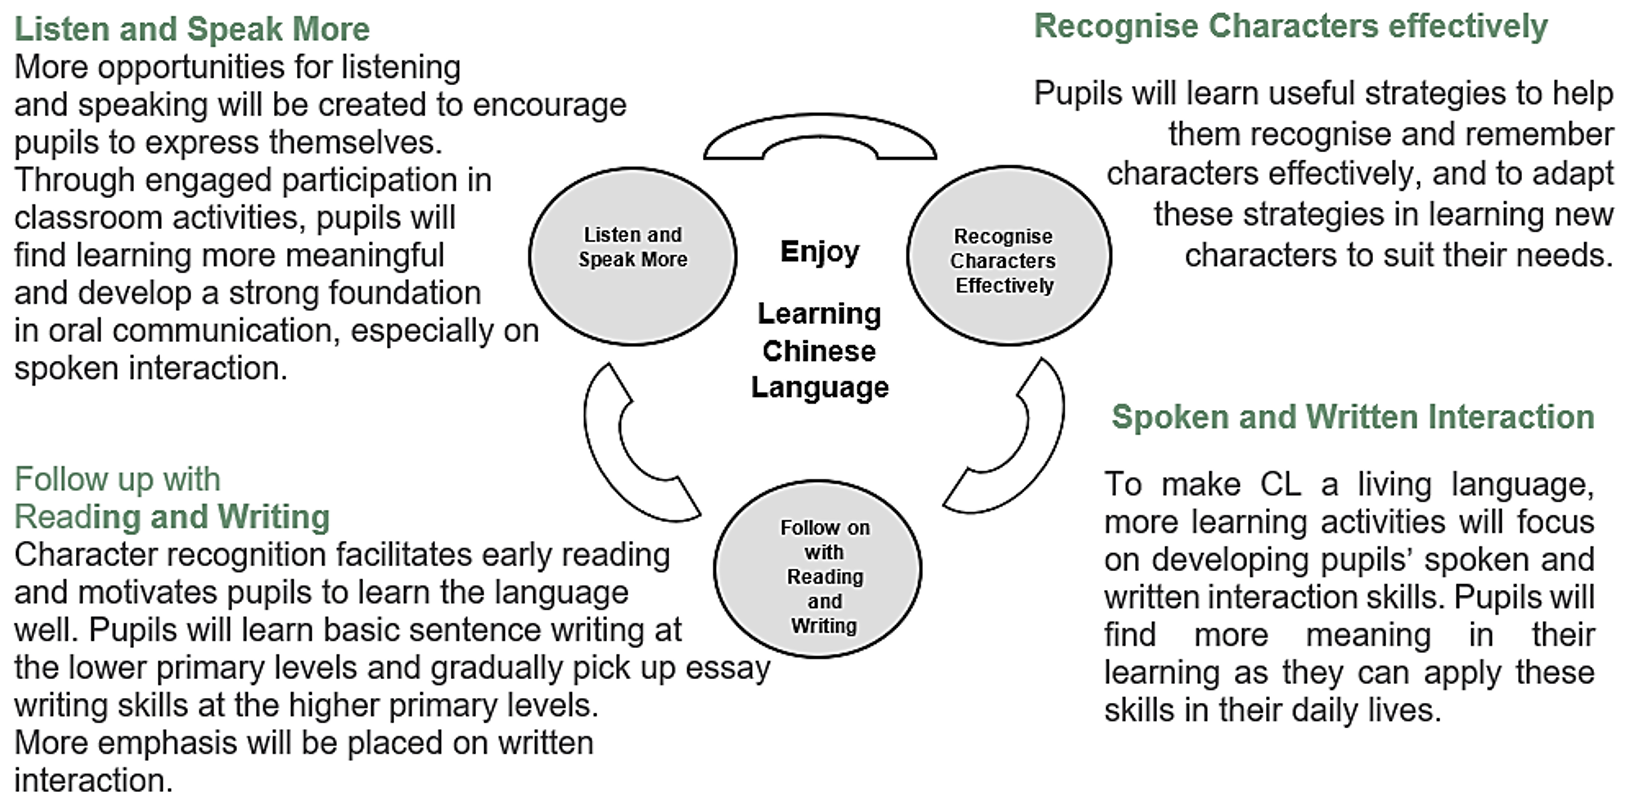 Listen and Speak More
More opportunities for listening
and speaking will be created to encourage
pupils to express themselves.
Through engaged participation in
classroom activities, pupils will
find learning more meaningful
and develop a strong foundation
in oral communication, especially on
spoken interaction.
Follow up with
Reading and Writing
Character recognition facilitates early reading
and motivates pupils to learn the language
well. Pupils will learn basic sentence writing at
the lower primary levels and gradually pick up essay
writing skills at the higher primary levels.
More emphasis will be placed on written
interaction.
Listen and
Speak More
Enjoy
Learning
Chinese
Language
Recognise
Characters
Effectively
Follow on
with
Reading
and
Writing
Recognise Characters effectively
Pupils will learn useful strategies to help
them recognise and remember
characters effectively, and to adapt
these strategies in learning new
characters to suit their needs.
Spoken and Written Interaction
To make CL a living language,
more learning activities will focus
on developing pupils’ spoken and
written interaction skills. Pupils will
find more meaning in their
learning as they can apply these
skills in their daily lives.